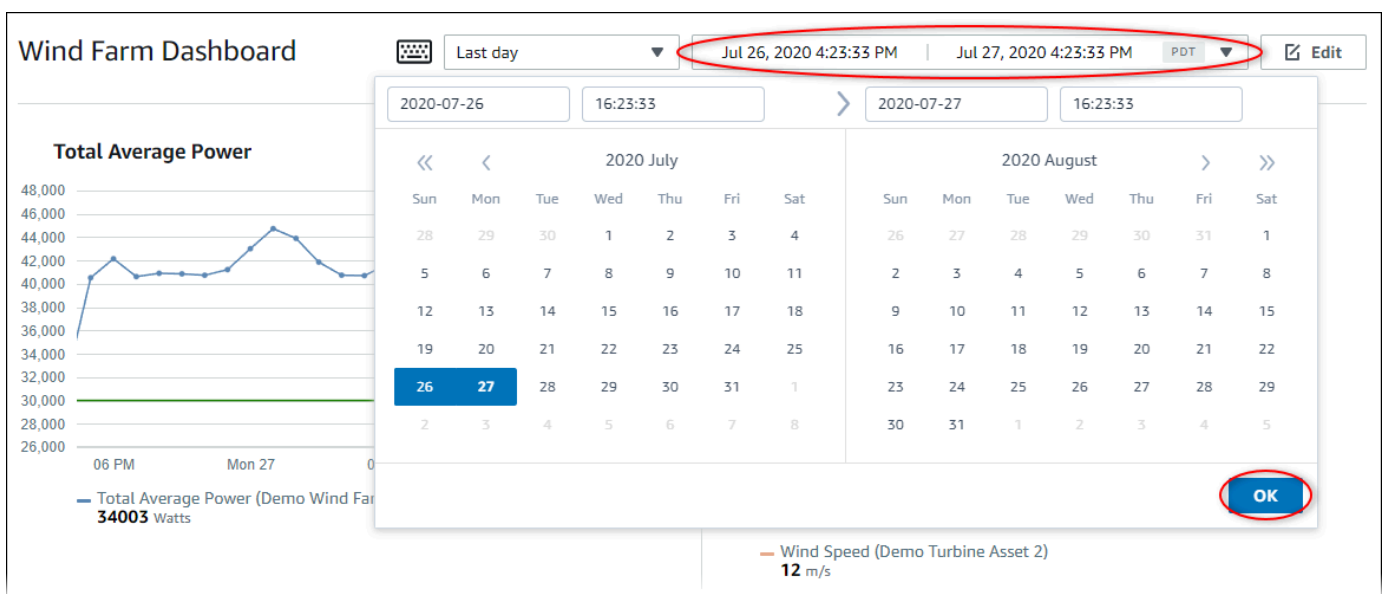 Wind Farm Dashboard
Last day
Jul 26, 2020 4:23:33 PM | Jul 27, 2020 4:23:33 PM PDT
Edit
2020-07-26 16:23:33 2020-07-27 16:23:33
Total Average Power
2020 July 2020 August
48,000
46,000
44,000
42,000
40,000
38,000
36,000
34,000
32,000
30,000
28,000
26,000
06 PM Mon 27 0
Sun Mon Tue Wed Thu Fri Sat
28 29 30 1 2 3 4
5 6 7 8 9 10 11
12 13 14 15 16 17 18
19 20 21 22 23 24 25
26 27 28 29 30 31 1
2 3 4 5 6 7 8
Sun Mon Tue Wed Thu Fri Sat
26 27 28 29 30 31 1
2 3 4 5 6 7 8
9 10 11 12 13 14 15
16 17 18 19 20 21 22
23 24 25 26 27 28 29
30 31 1 2 3 4 5
OK
Total Average Power (Demo Wind Far
34003 Watts
Wind Speed (Demo Turbine Asset 2)
12 m/s